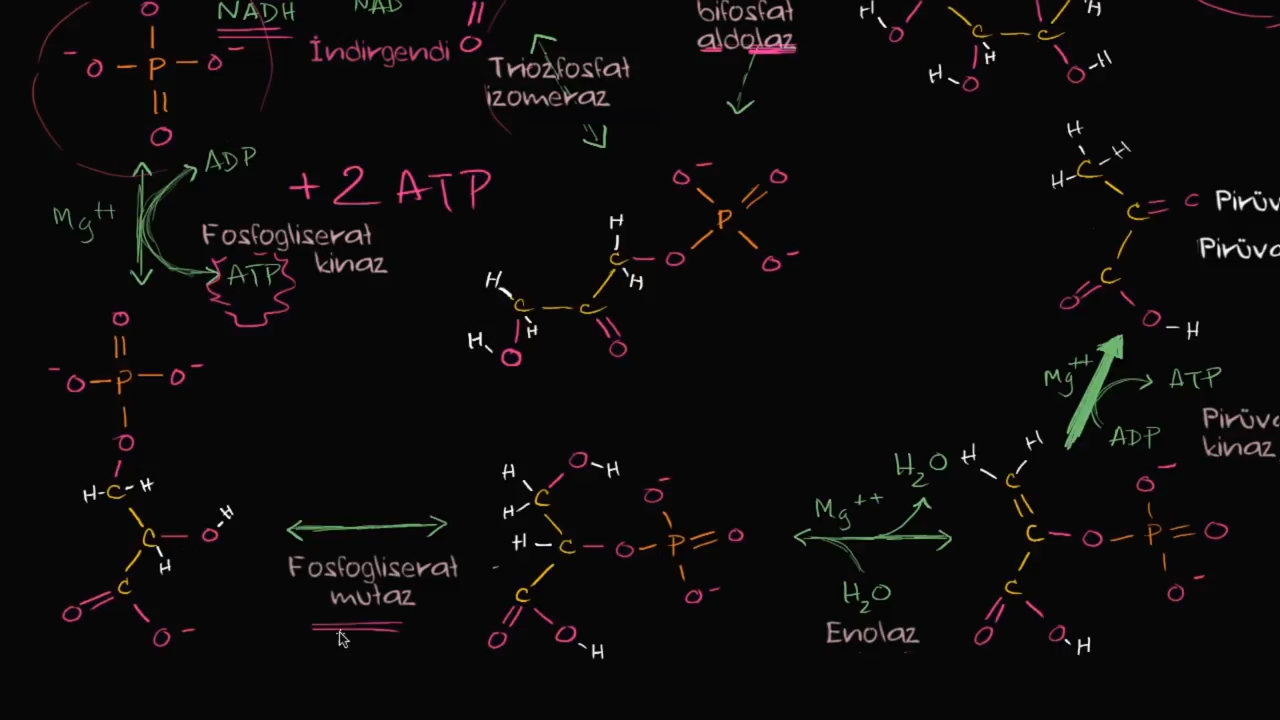 NADH
NAD
İndirgendi
Triozfosfat
izomeraz
bifosfat
aldolaz
ADP
Mg++
+2 ATP
Fosfogliserat
kinaz
ATP
Fosfogliserat
mutaz
Mg++
H2O
H2O
Enolaz
Mg++
ATP
ADP
Pirüva
kinaz
Pirüv
Pirüva